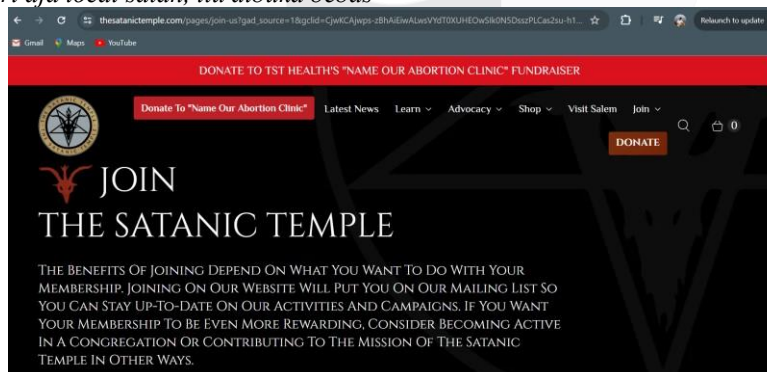 thesatanictemple.com/pages/join-us?gad_source=1&gclid=CjwKCAjwps-zBhAiEiwALwsVYdT0XUHEOwSlk0N5DsszPLCas2su-h1...
Relaunch to update
Gmail Maps YouTube
DONATE TO TST HEALTH'S "NAME OUR ABORTION CLINIC" FUNDRAISER
Donate To "Name Our Abortion Clinic" Latest News Learn Advocacy Shop Visit Salem Join
0
DONATE
JOIN
THE SATANIC TEMPLE
THE BENEFITS OF JOINING DEPEND ON WHAT YOU WANT TO DO WITH YOUR
MEMBERSHIP. JOINING ON OUR WEBSITE WILL PUT YOU ON OUR MAILING LIST SO
YOU CAN STAY UP-TO-DATE ON OUR ACTIVITIES AND CAMPAIGNS. IF YOU WANT
YOUR MEMBERSHIP TO BE EVEN MORE REWARDING, CONSIDER BECOMING ACTIVE
IN A CONGREGATION OR CONTRIBUTING TO THE MISSION OF THE SATANIC
TEMPLE IN OTHER WAYS.